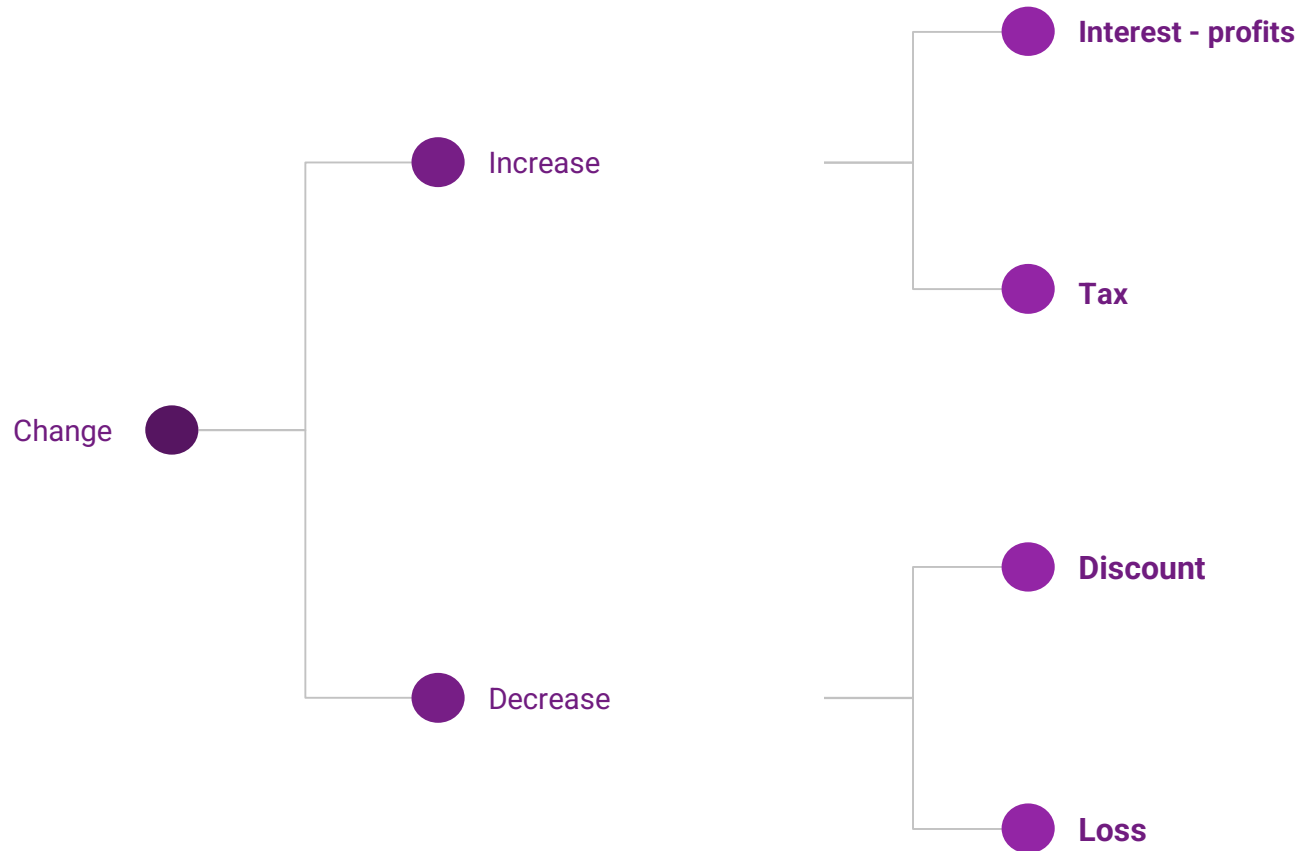 Interest - profits
Increase
Tax
Change
Discount
Decrease
Loss